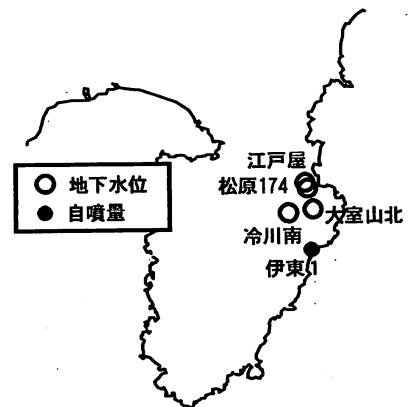 江戸屋
松原174
地下水位
自噴量
大室山北
冷川南
伊東1